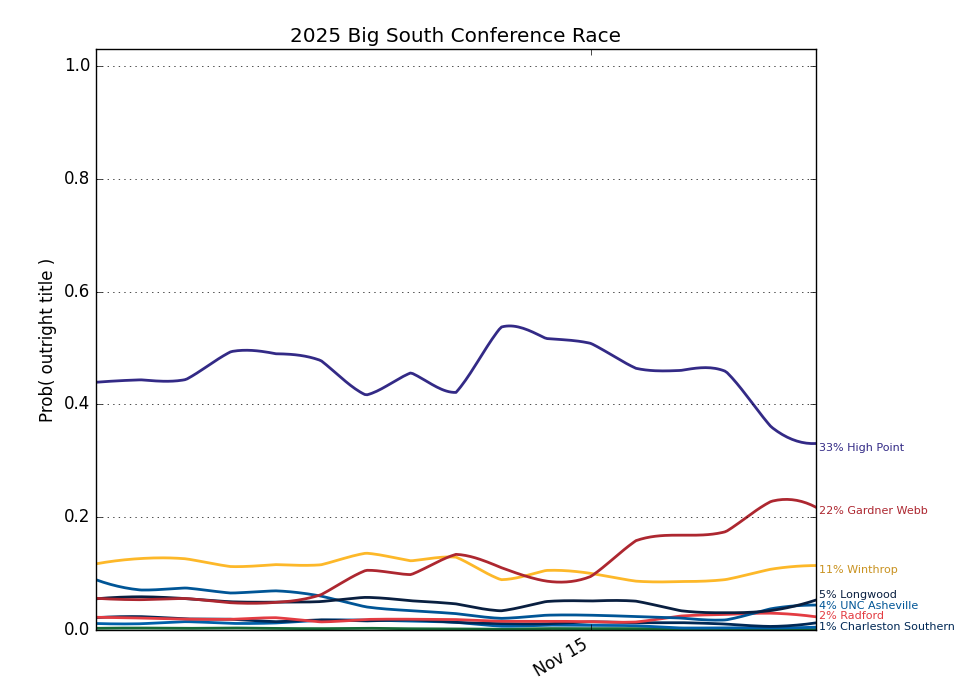 2025 Big South Conference Race
1.0
0.8
0.6
0.4
0.2
0.0
Prob( outright title )
Nov 15
33% High Point
22% Gardner Webb
11% Winthrop
5% Longwood
4% UNC Asheville
2% Radford
1% Charleston Southern